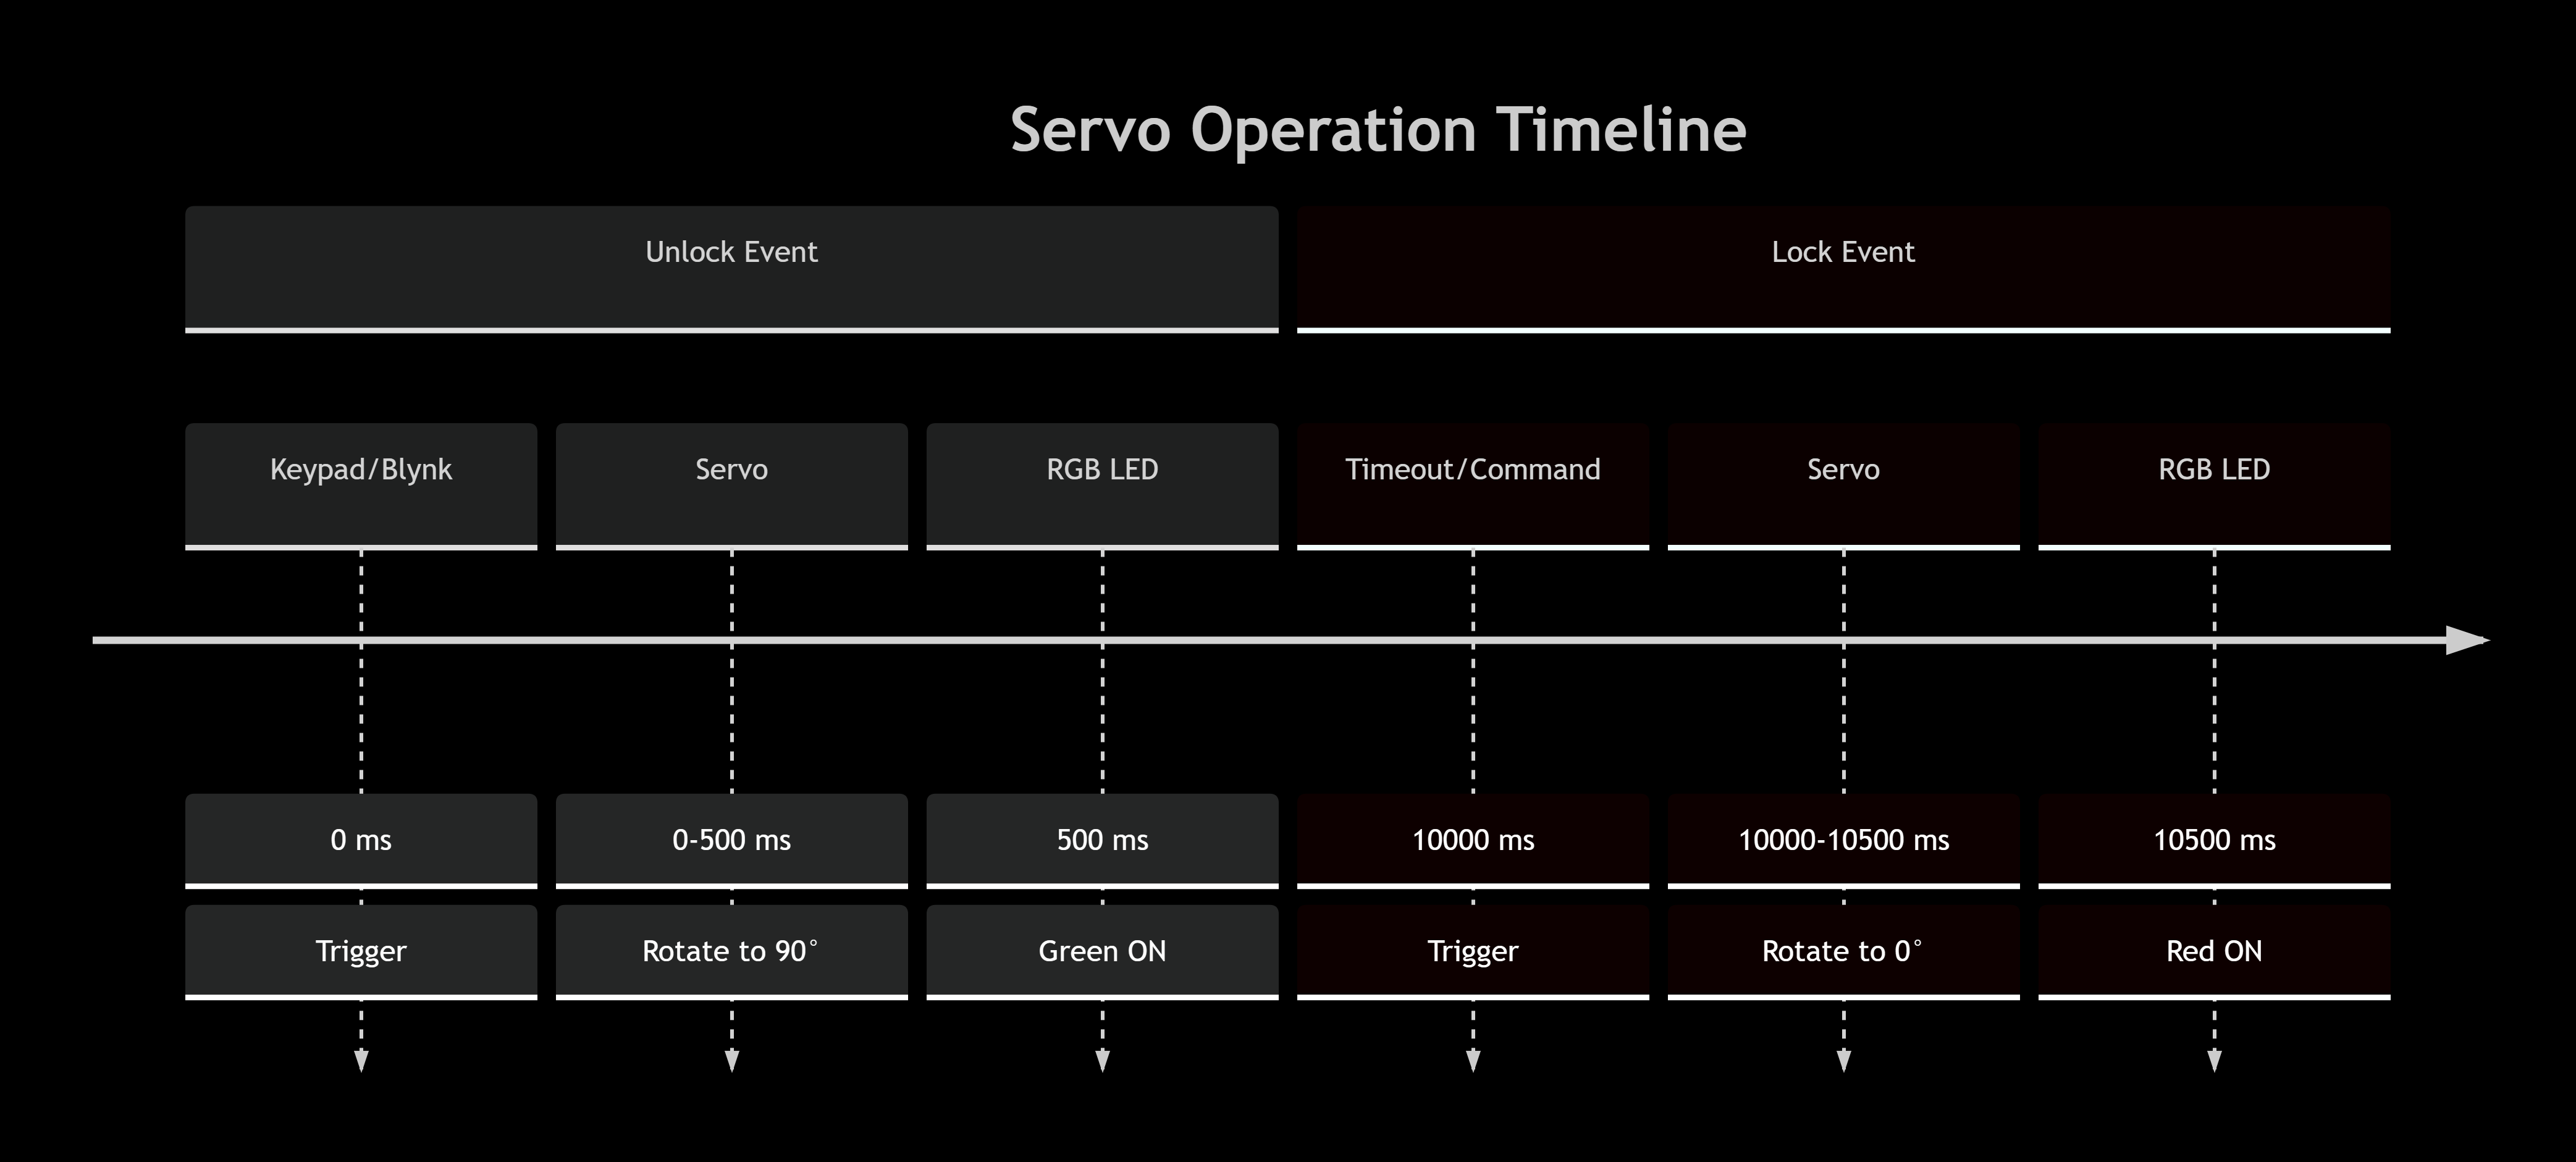 Servo Operation Timeline
Unlock Event
Lock Event
Keypad/Blynk
Servo
RGB LED
Timeout/Command
Servo
RGB LED
0 ms
0-500 ms
500 ms
10000 ms
10000-10500 ms
10500 ms
Trigger
Rotate to 90°
Green ON
Trigger
Rotate to 0°
Red ON